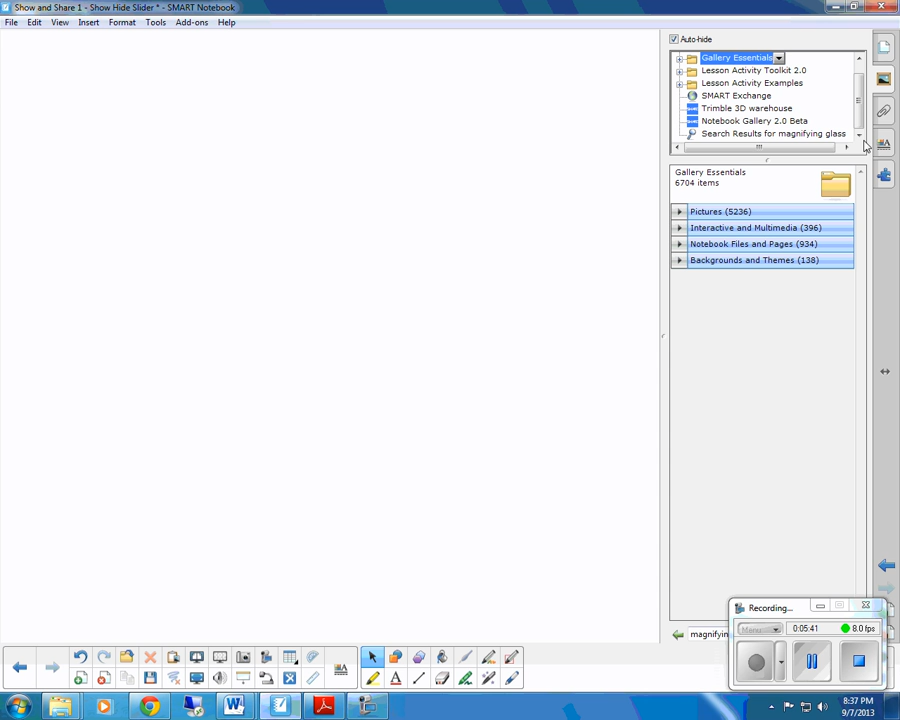 Show and Share 1 - Show Hide Slider * - SMART Notebook
File Edit View Insert Format Tools Add-ons Help
Auto-hide
Gallery Essentials
Lesson Activity Toolkit 2.0
Lesson Activity Examples
SMART Exchange
Trimble 3D warehouse
Notebook Gallery 2.0 Beta
Search Results for magnifying glass
Gallery Essentials
6704 items
Pictures (5236)
Interactive and Multimedia (396)
Notebook Files and Pages (934)
Backgrounds and Themes (138)
Recording...
Menu 0:05:41 8.0 fps
magnifyin
8:37 PM
9/7/2013